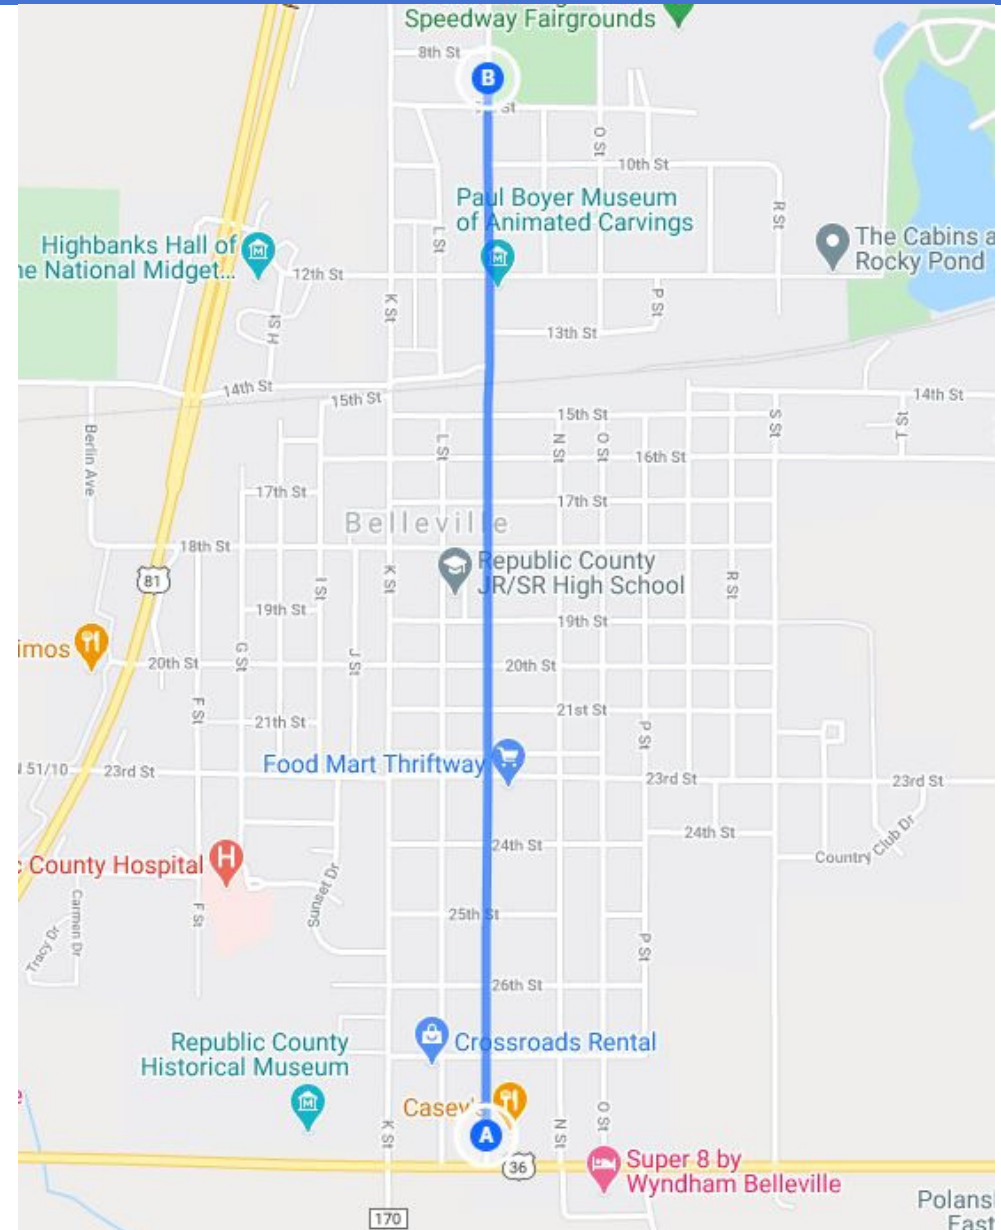 Speedway Fairgrounds
8th St
B
St
O St
10th St
Paul Boyer Museum
of Animated Carvings
R St
L St
Highbanks Hall of
he National Midget...
The Cabins a
Rocky Pond
12th St
K St
P St
H St
13th St
14th St
15th St
14th St
15th St
S St
T St
L St
N St
O St
Berlin Ave
16th St
17th St
17th St
Belleville
18th St
Republic County
JR/SR High School
81
I St
K St
R St
19th St
19th St
imos
20th St
G St
J St
20th St
F St
21th St
21st St
P St
Food Mart Thriftway
51/10
23rd St
23rd St
23rd St
24th St
24th St
Country Club Dr
County Hospital
H
Sunset Dr
Carmen Dr
F St
25th St
Tracy Dr
P St
26th St
Republic County
Historical Museum
Crossroads Rental
Casey's
A
K St
N St
O St
36
Super 8 by
Wyndham Belleville
170
Polans
East